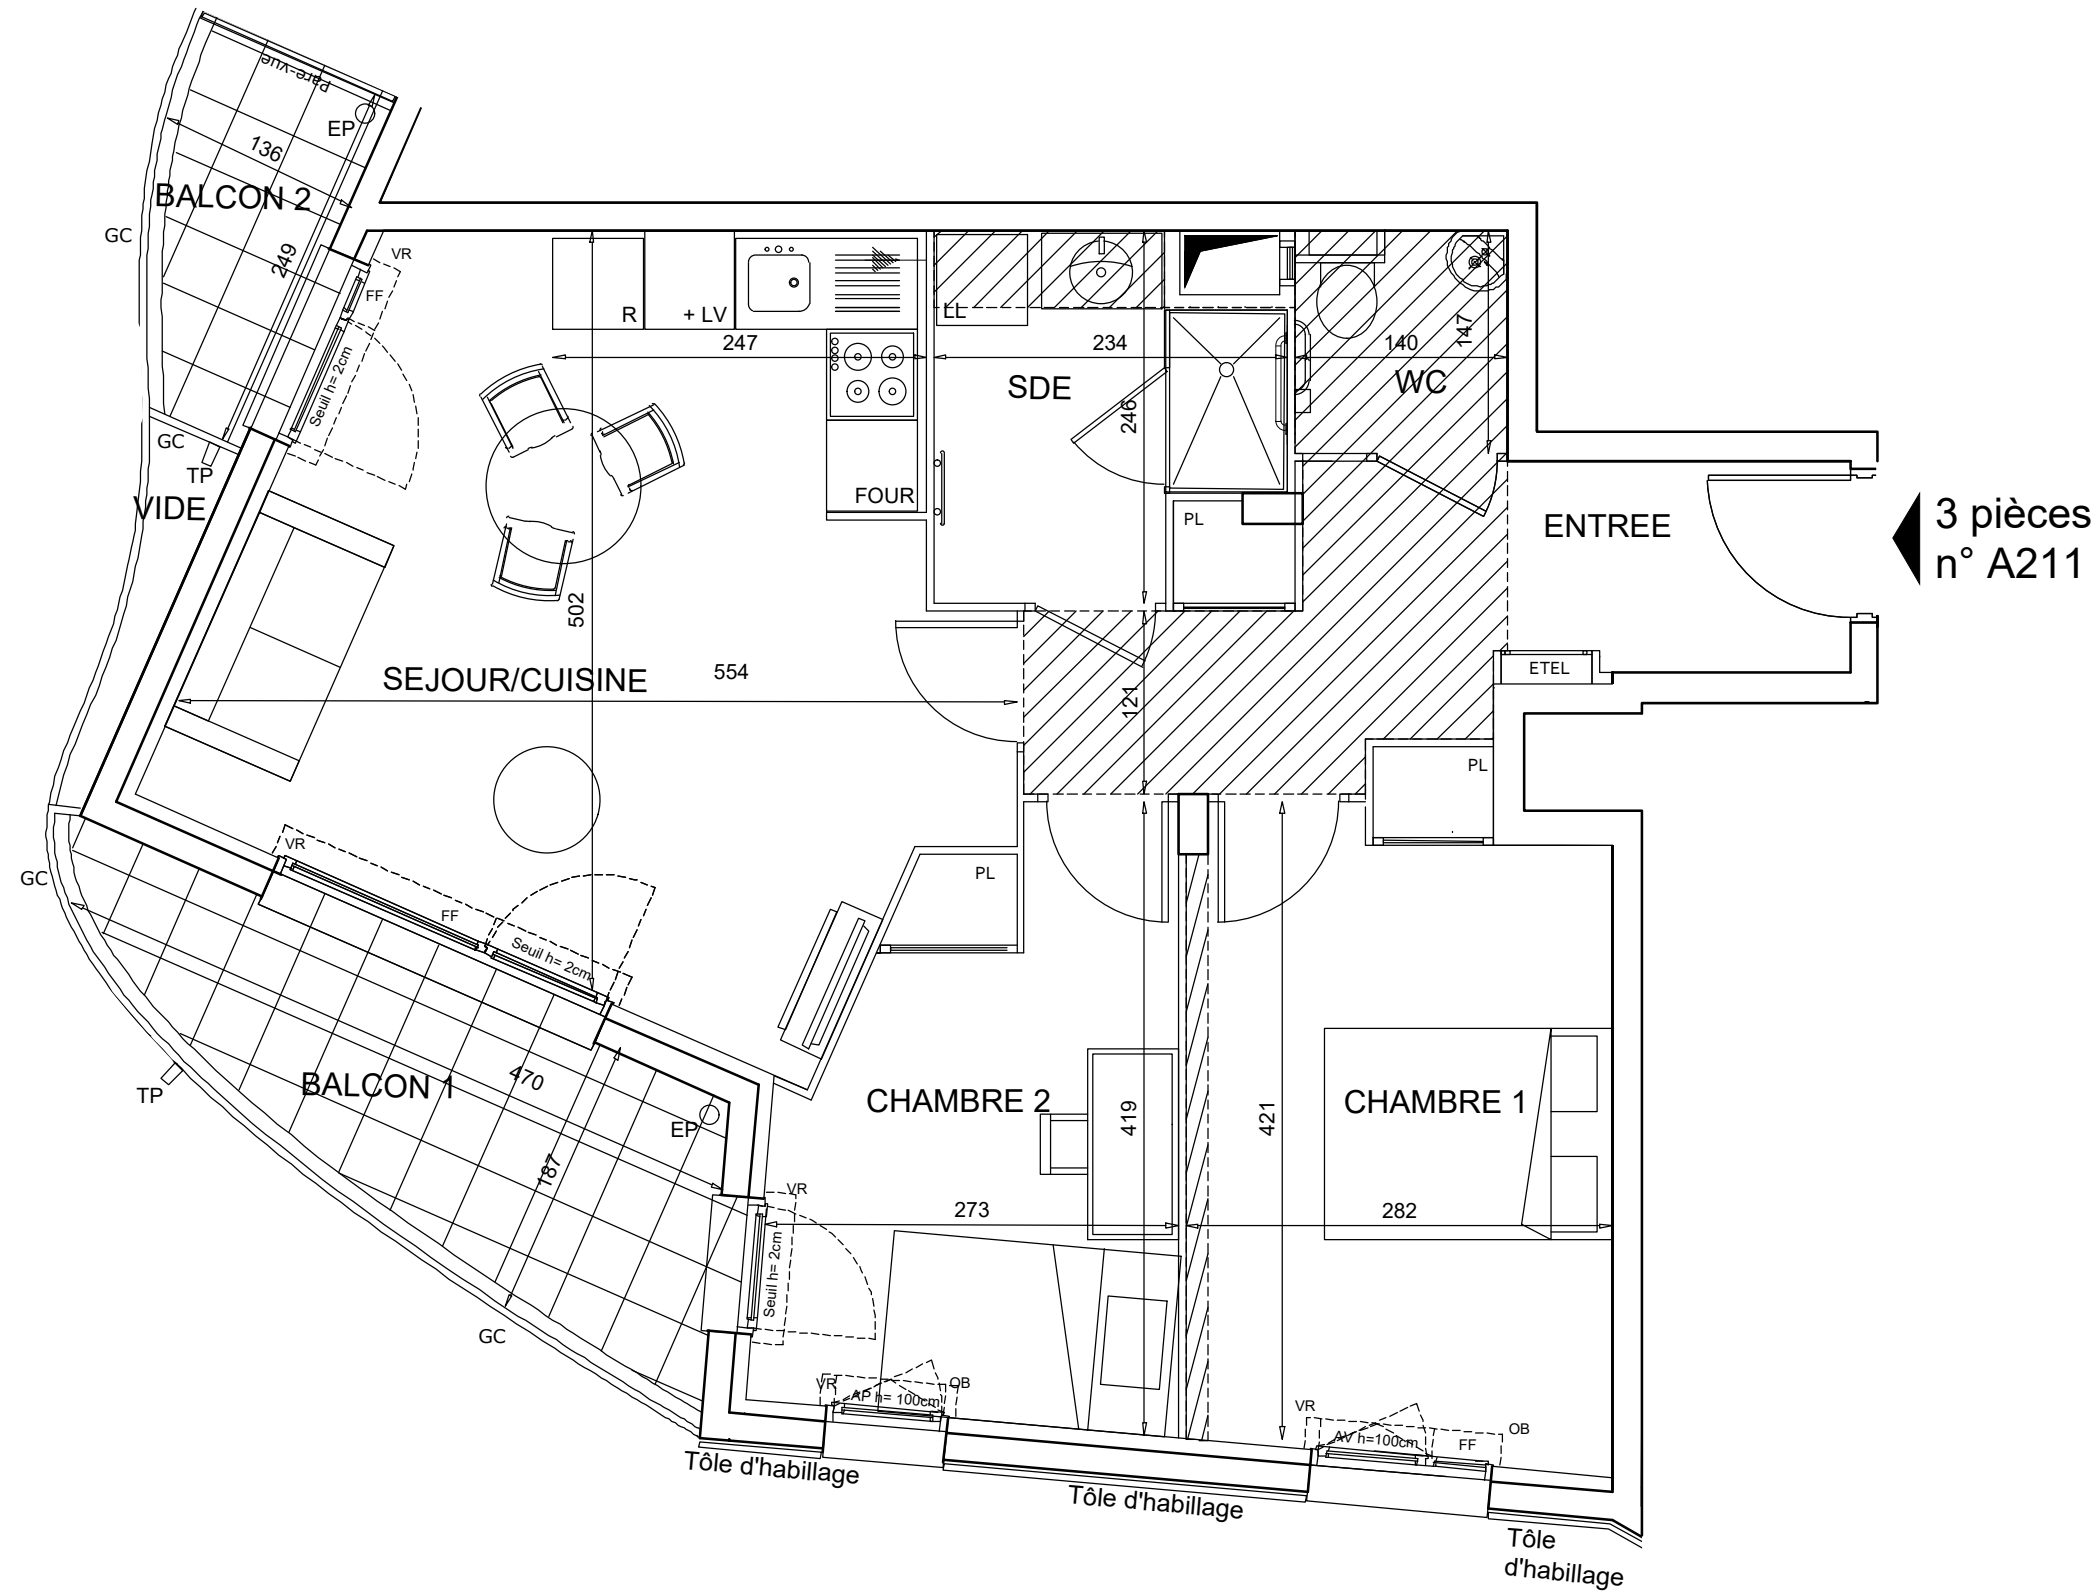 Pare-vue
EP
136
BALCON 2
GC
249
VR
FF
Seuil h= 2cm
GC
TP
VIDE
R
+ LV
247
FOUR
LL
234
SDE
246
140
147
WC
PL
ENTREE
3 pièces
n° A211
ETEL
502
SEJOUR/CUISINE
554
121
PL
PL
GC
VR
FF
Seuil h= 2cm
BALCON 1
470
TP
EP
187
GC
CHAMBRE 2
419
421
CHAMBRE 1
273
282
VR
Seuil h= 2cm
VR
AP h= 100cm
OB
VR
AV h=100cm
FF
OB
Tôle d'habillage
Tôle d'habillage
Tôle
d'habillage